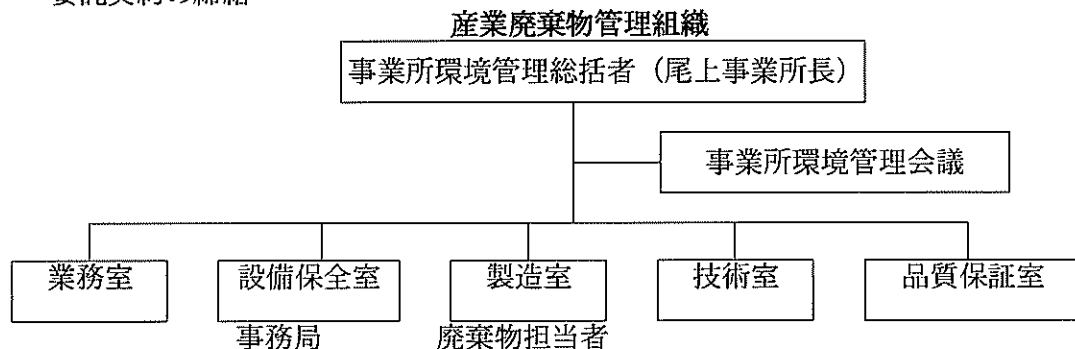 産業廃棄物管理組織
事業所環境管理総括者（尾上事業所長）
事業所環境管理会議
業務室 設備保全室 製造室 技術室 品質保証室
事務局 廃棄物担当者